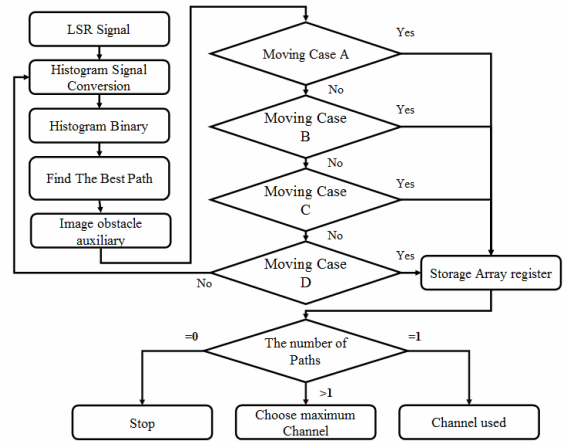 LSR Signal
Histogram Signal
Conversion
Histogram Binary
Find The Best Path
Image obstacle
auxiliary
Moving Case A
Yes
No
Moving Case
B
Yes
No
Moving Case
C
Yes
No
Moving Case
D
Yes
No
Storage Array register
The number of
Paths
=0
=1
>1
Stop
Choose maximum
Channel
Channel used